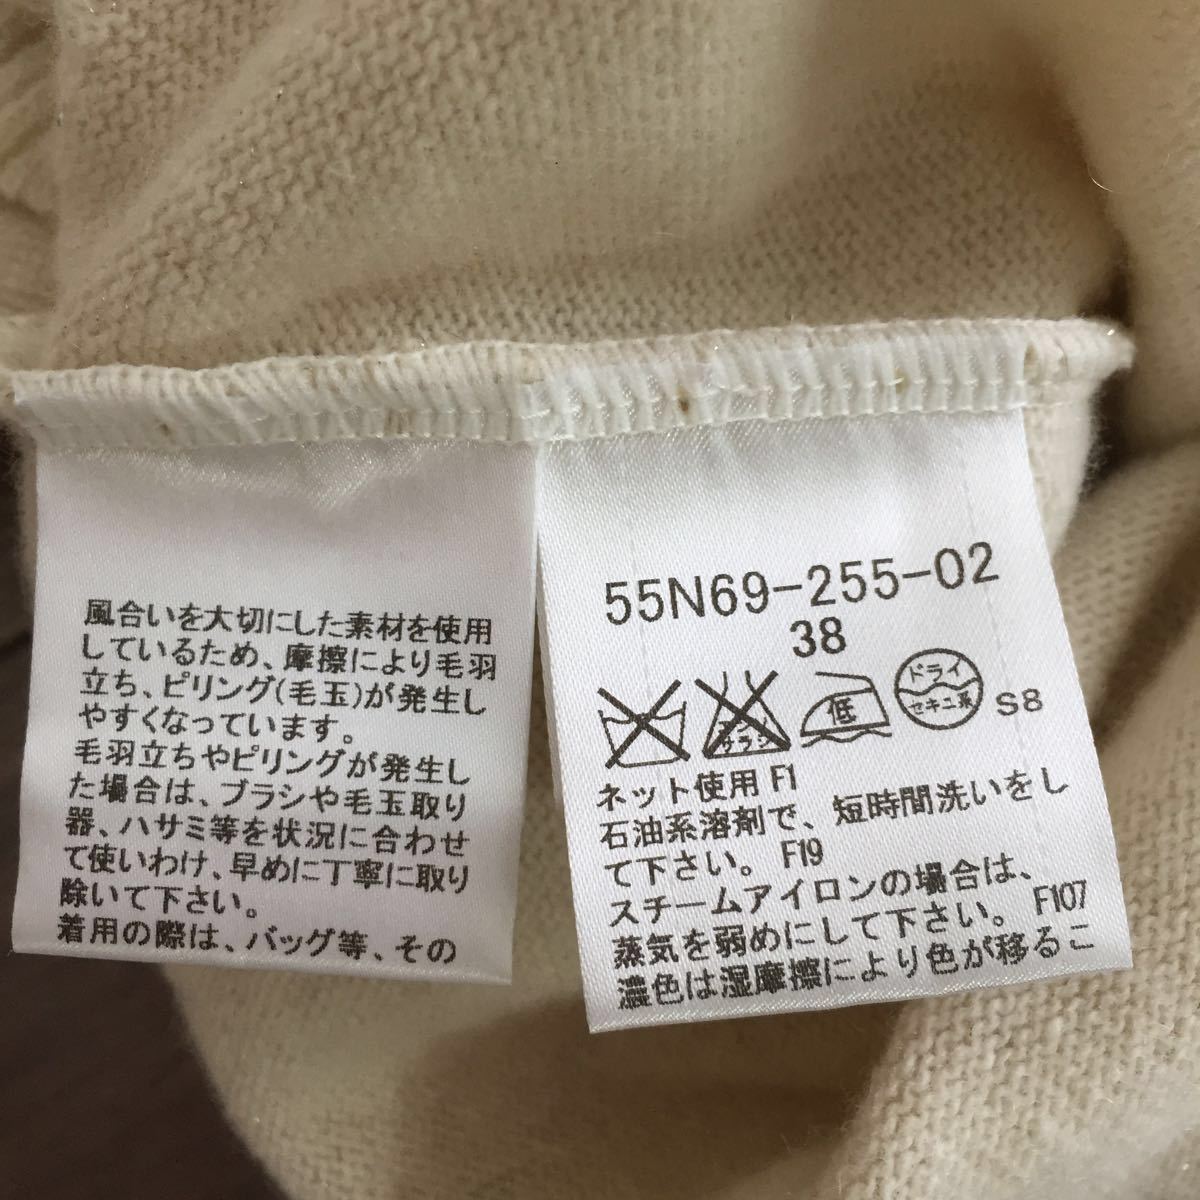 風合いを大切にした素材を使用
しているため、摩擦により毛羽
立ち、ピリング(毛玉)が発生し
やすくなっています。
毛羽立ちやピリングが発生し
た場合は、ブラシや毛玉取り
器、ハサミ等を状況に合わせ
て使いわけ、早めに丁寧に取り
除いて下さい。
着用の際は、バッグ等、その
55N69-255-02
38
サラシ
低
ドライ
セキユ系
S8
ネット使用 F1
石油系溶剤で、短時間洗いをし
て下さい。 F19
スチームアイロンの場合は、
蒸気を弱めにして下さい。 F107
濃色は湿摩擦により色が移るこ